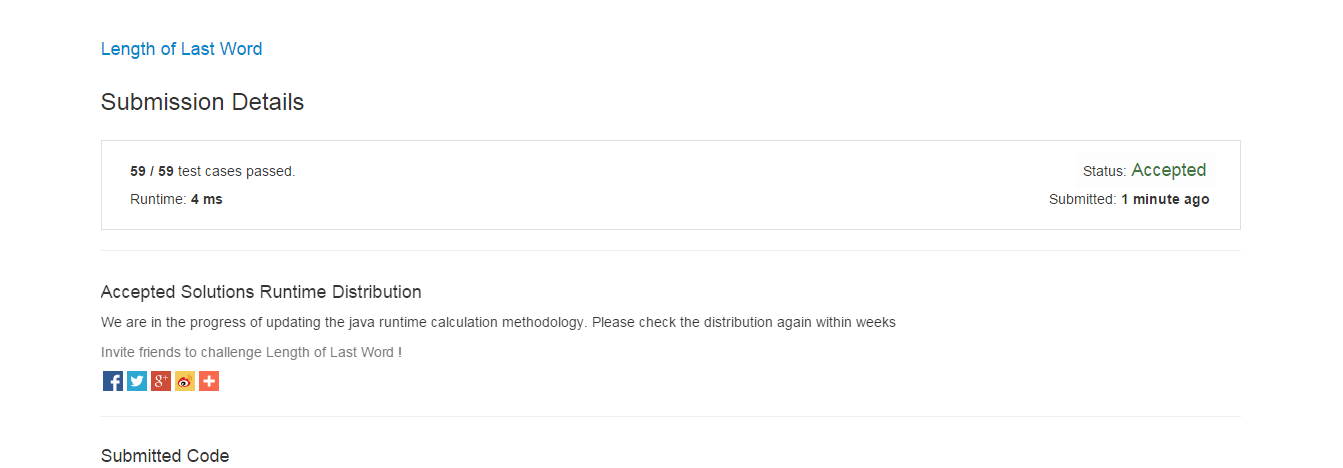 Length of Last Word
Submission Details
59 / 59 test cases passed.
Status: Accepted
Runtime: 4 ms
Submitted: 1 minute ago
Accepted Solutions Runtime Distribution
We are in the progress of updating the java runtime calculation methodology. Please check the distribution again within weeks
Invite friends to challenge Length of Last Word !
Submitted Code